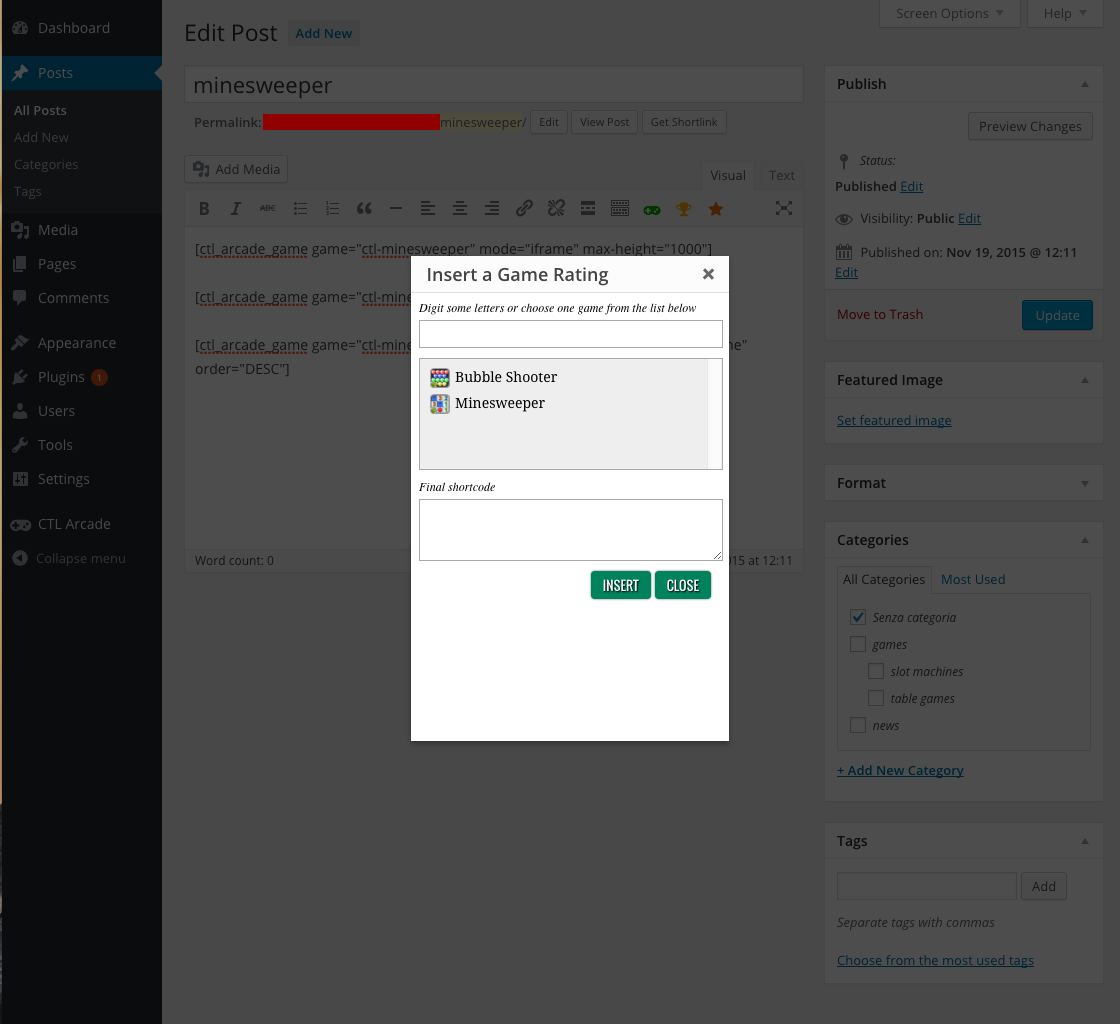 Dashboard
Posts
All Posts
Add New
Categories
Tags
Media
Pages
Comments
Appearance
Plugins 1
Users
Tools
Settings
CTL Arcade
Collapse menu
Screen Options
Help
Edit Post Add New
minesweeper
Permalink: minesweeper/ Edit View Post Get Shortlink
Add Media
Visual Text
B I ABC
[ctl_arcade_game game="ctl-minesweeper" mode="iframe" max-height="1000"]
[ctl_arcade_game game="ctl-mine
[ctl_arcade_game game="ctl-mine ne"
order="DESC"]
Word count: 0 15 at 12:11
Insert a Game Rating ×
Digit some letters or choose one game from the list below
Bubble Shooter
Minesweeper
Final shortcode
INSERT CLOSE
Publish
Preview Changes
Status:
Published Edit
Visibility: Public Edit
Published on: Nov 19, 2015 @ 12:11
Edit
Move to Trash Update
Featured Image
Set featured image
Format
Categories
All Categories Most Used
Senza categoria
games
slot machines
table games
news
+ Add New Category
Tags
Add
Separate tags with commas
Choose from the most used tags